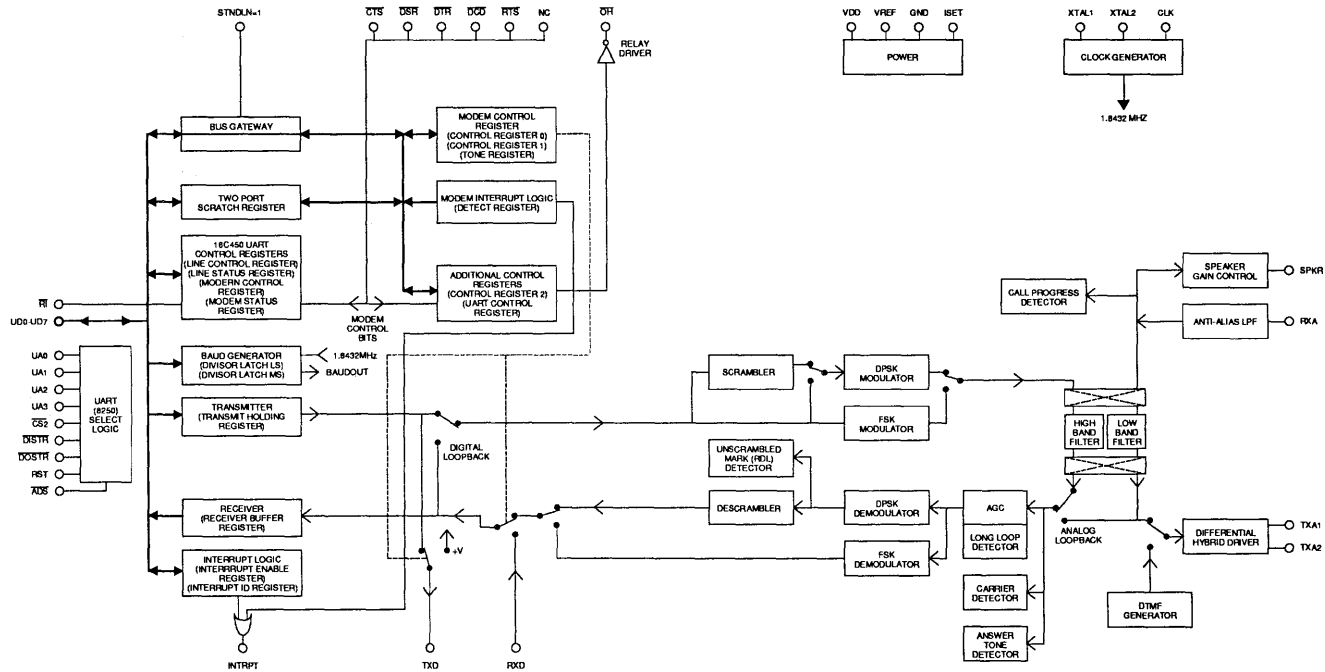 STNDLN=1
CTS DSR DTR DCD RTS NC
OH
RELAY
DRIVER
VDD VREF GND ISET
POWER
XTAL1 XTAL2 CLK
CLOCK GENERATOR
1.8432 MHZ
BUS GATEWAY
MODEM CONTROL
REGISTER
(CONTROL REGISTER 0)
(CONTROL REGISTER 1)
(TONE REGISTER)
TWO PORT
SCRATCH REGISTER
MODEM INTERRUPT LOGIC
(DETECT REGISTER)
16C450 UART
CONTROL REGISTERS
(LINE CONTROL REGISTER)
(LINE STATUS REGISTER)
(MODERN CONTROL
REGISTER)
(MODEM STATUS
REGISTER)
ADDITIONAL CONTROL
REGISTERS
(CONTROL REGISTER 2)
(UART CONTROL
REGISTER)
MODEM
CONTROL
BITS
RI
UD0-UD7
UA0
UA1
UA2
UA3
CS2
DISTR
DOSTR
RST
ADS
UART
(8250)
SELECT
LOGIC
BAUD GENERATOR
(DIVISOR LATCH LS)
(DIVISOR LATCH MS)
1.8432MHz
BAUDOUT
TRANSMITTER
(TRANSMIT HOLDING
REGISTER)
DIGITAL
LOOPBACK
RECEIVER
(RECEIVER BUFFER
REGISTER)
INTERRUPT LOGIC
(INTERRRUPT ENABLE
REGISTER)
(INTERRUPT ID REGISTER)
+V
INTRPT
TXD
RXD
SCRAMBLER
DPSK
MODULATOR
FSK
MODULATOR
UNSCRAMBLED
MARK (RDL)
DETECTOR
DESCRAMBLER
DPSK
DEMODULATOR
FSK
DEMODULATOR
AGC
LONG LOOP
DETECTOR
CARRIER
DETECTOR
ANSWER
TONE
DETECTOR
CALL PROGRESS
DETECTOR
SPEAKER
GAIN CONTROL
SPKR
ANTI-ALIAS LPF
RXA
HIGH
BAND
FILTER
LOW
BAND
FILTER
ANALOG
LOOPBACK
DIFFERENTIAL
HYBRID DRIVER
TXA1
TXA2
DTMF
GENERATOR